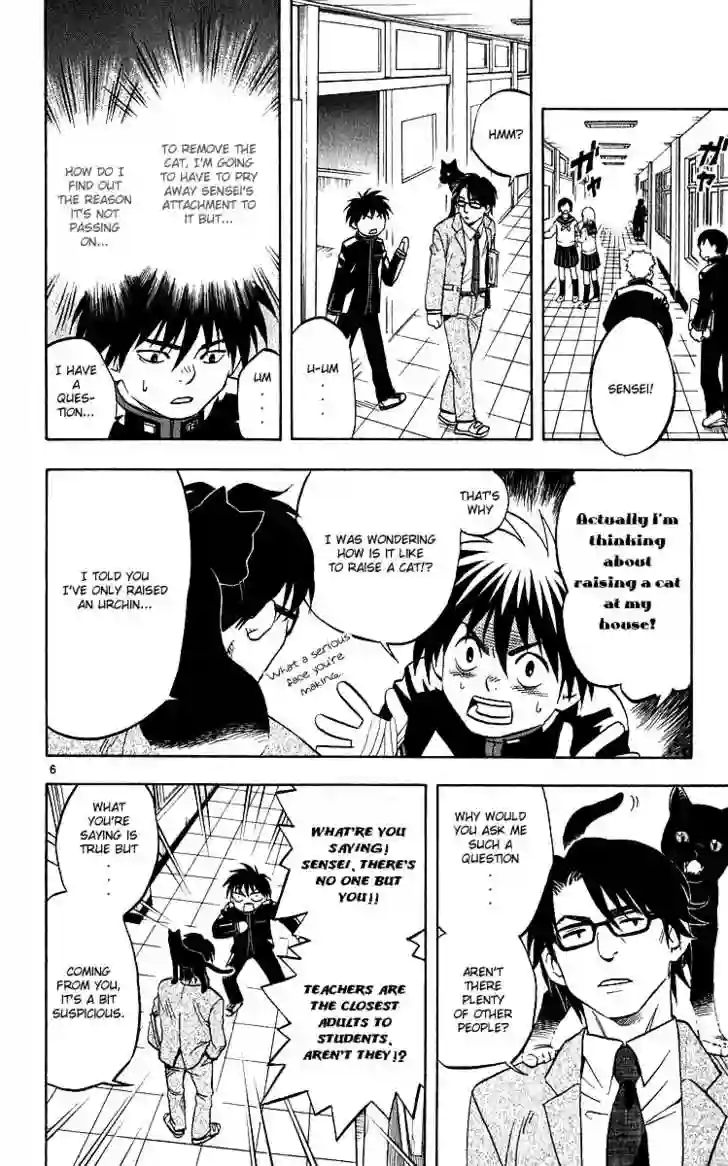 ガガ
ガガ
SENSEI!
HMM?
U-UM
. . .
TO REMOVE THE
CAT, I'M GOING
TO HAVE TO PRY
AWAY SENSEI'S
ATTACHMENT TO
IT BUT...
HOW DO I
FIND OUT
THE REASON
IT'S NOT
PASSING
ON...
UM
. . .
I HAVE
A
QUES-
TION...
Actually I'm
thinking
about
raising a cat
at my
house!
THAT'S
WHY
I WAS WONDERING
HOW IS IT LIKE
TO RAISE A CAT!?
What a serious
face you're
making.
I TOLD YOU
I'VE ONLY RAISED
AN URCHIN...
6
WHY WOULD
YOU ASK ME
SUCH A
QUESTION
. . .
AREN'T
THERE
PLENTY
OF OTHER
PEOPLE?
WHAT'RE YOU
SAYING!
SENSEI, THERE'S
NO ONE BUT
YOU!!
TEACHERS ARE
THE CLOSEST
ADULTS TO
STUDENTS,
AREN'T THEY!?
WHAT
YOU'RE
SAYING IS
TRUE BUT
. . .
COMING
FROM YOU,
IT'S A BIT
SUSPICIOUS.